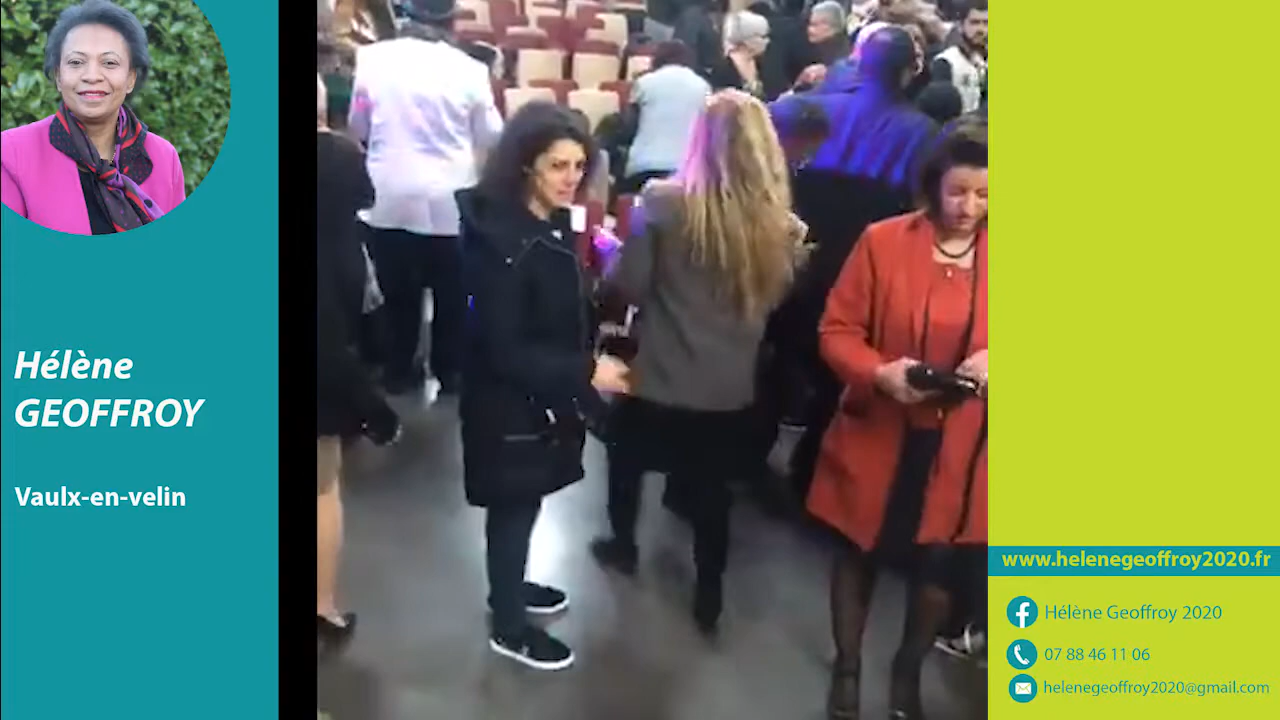 Hélène
GEOFFROY
Vaulx-en-velin
www.helenegeoffroy2020.fr
Hélène Geoffroy 2020
07 88 46 11 06
helenegeoffroy2020@gmail.com